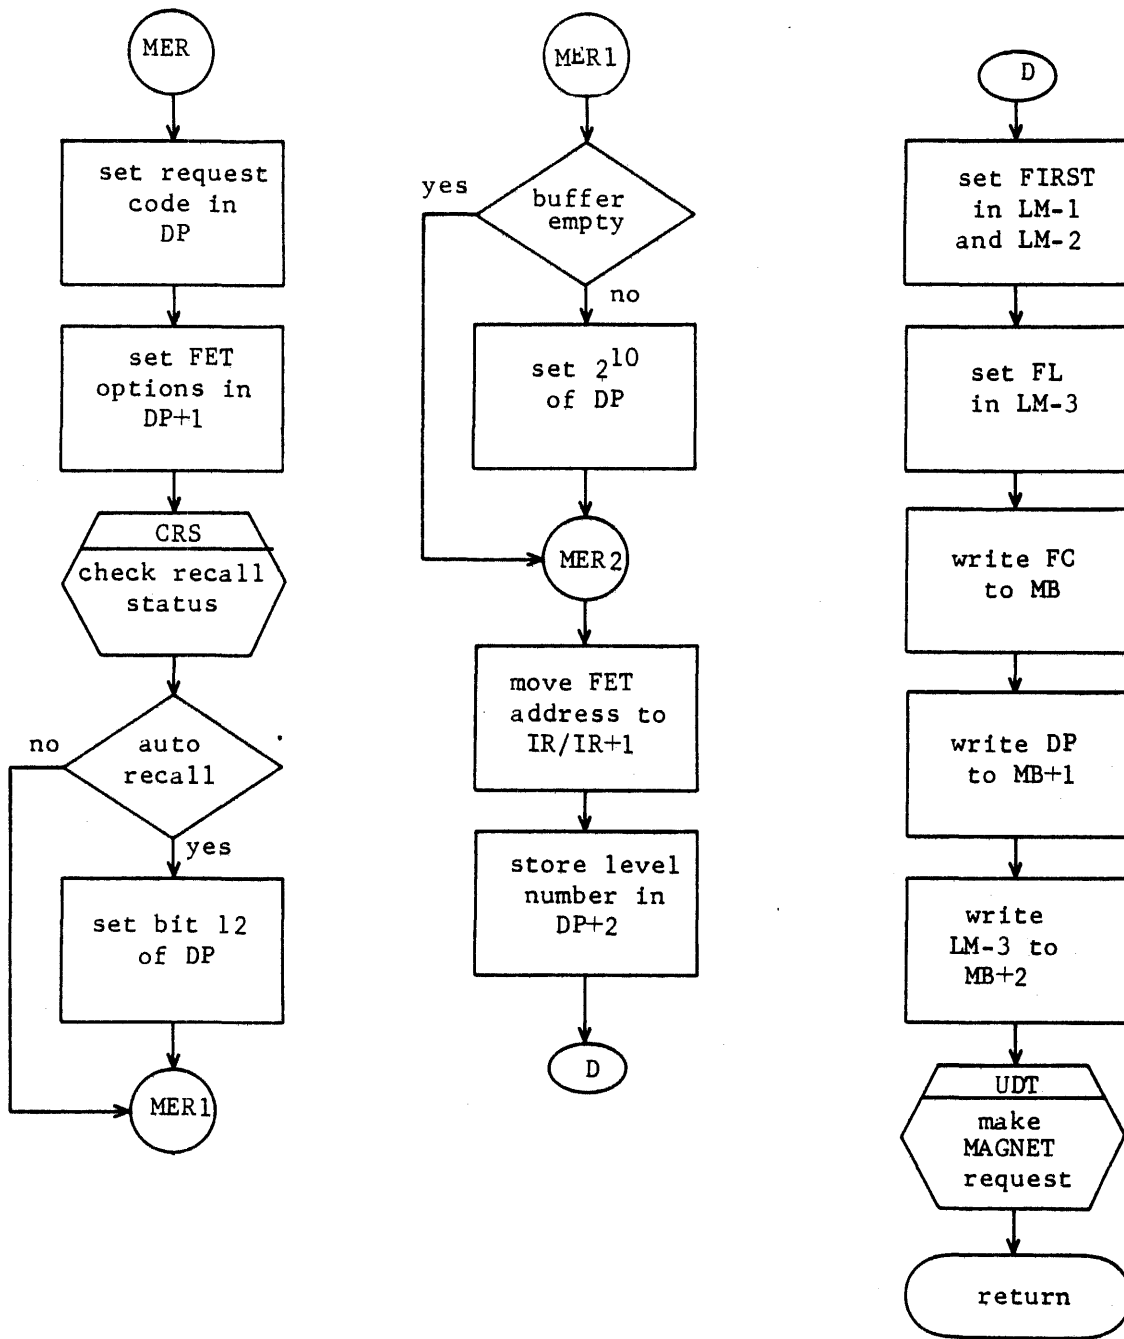 MER
set request
code in
DP
set FET
options in
DP+1
CRS
check recall
status
no
auto
recall
yes
set bit 12
of DP
MER1
MER1
yes
buffer
empty
no
set 2^10
of DP
MER2
move FET
address to
IR/IR+1
store level
number in
DP+2
D
D
set FIRST
in LM-1
and LM-2
set FL
in LM-3
write FC
to MB
write DP
to MB+1
write
LM-3 to
MB+2
UDT
make
MAGNET
request
return